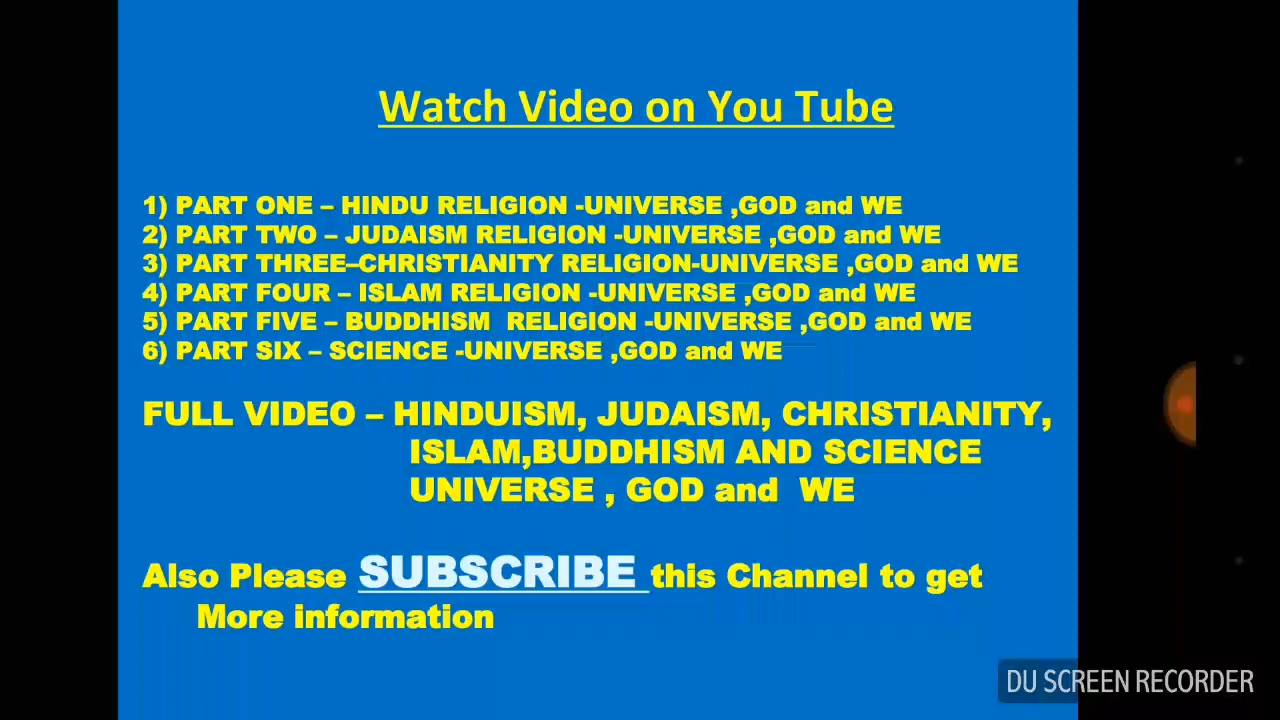 Watch Video on You Tube
1) PART ONE – HINDU RELIGION -UNIVERSE ,GOD and WE
2) PART TWO – JUDAISM RELIGION -UNIVERSE ,GOD and WE
3) PART THREE–CHRISTIANITY RELIGION-UNIVERSE ,GOD and WE
4) PART FOUR – ISLAM RELIGION -UNIVERSE ,GOD and WE
5) PART FIVE – BUDDHISM  RELIGION -UNIVERSE ,GOD and WE
6) PART SIX – SCIENCE -UNIVERSE ,GOD and WE
FULL VIDEO – HINDUISM, JUDAISM, CHRISTIANITY,
ISLAM,BUDDHISM AND SCIENCE
UNIVERSE , GOD and  WE
Also Please SUBSCRIBE this Channel to get
More information
DU SCREEN RECORDER